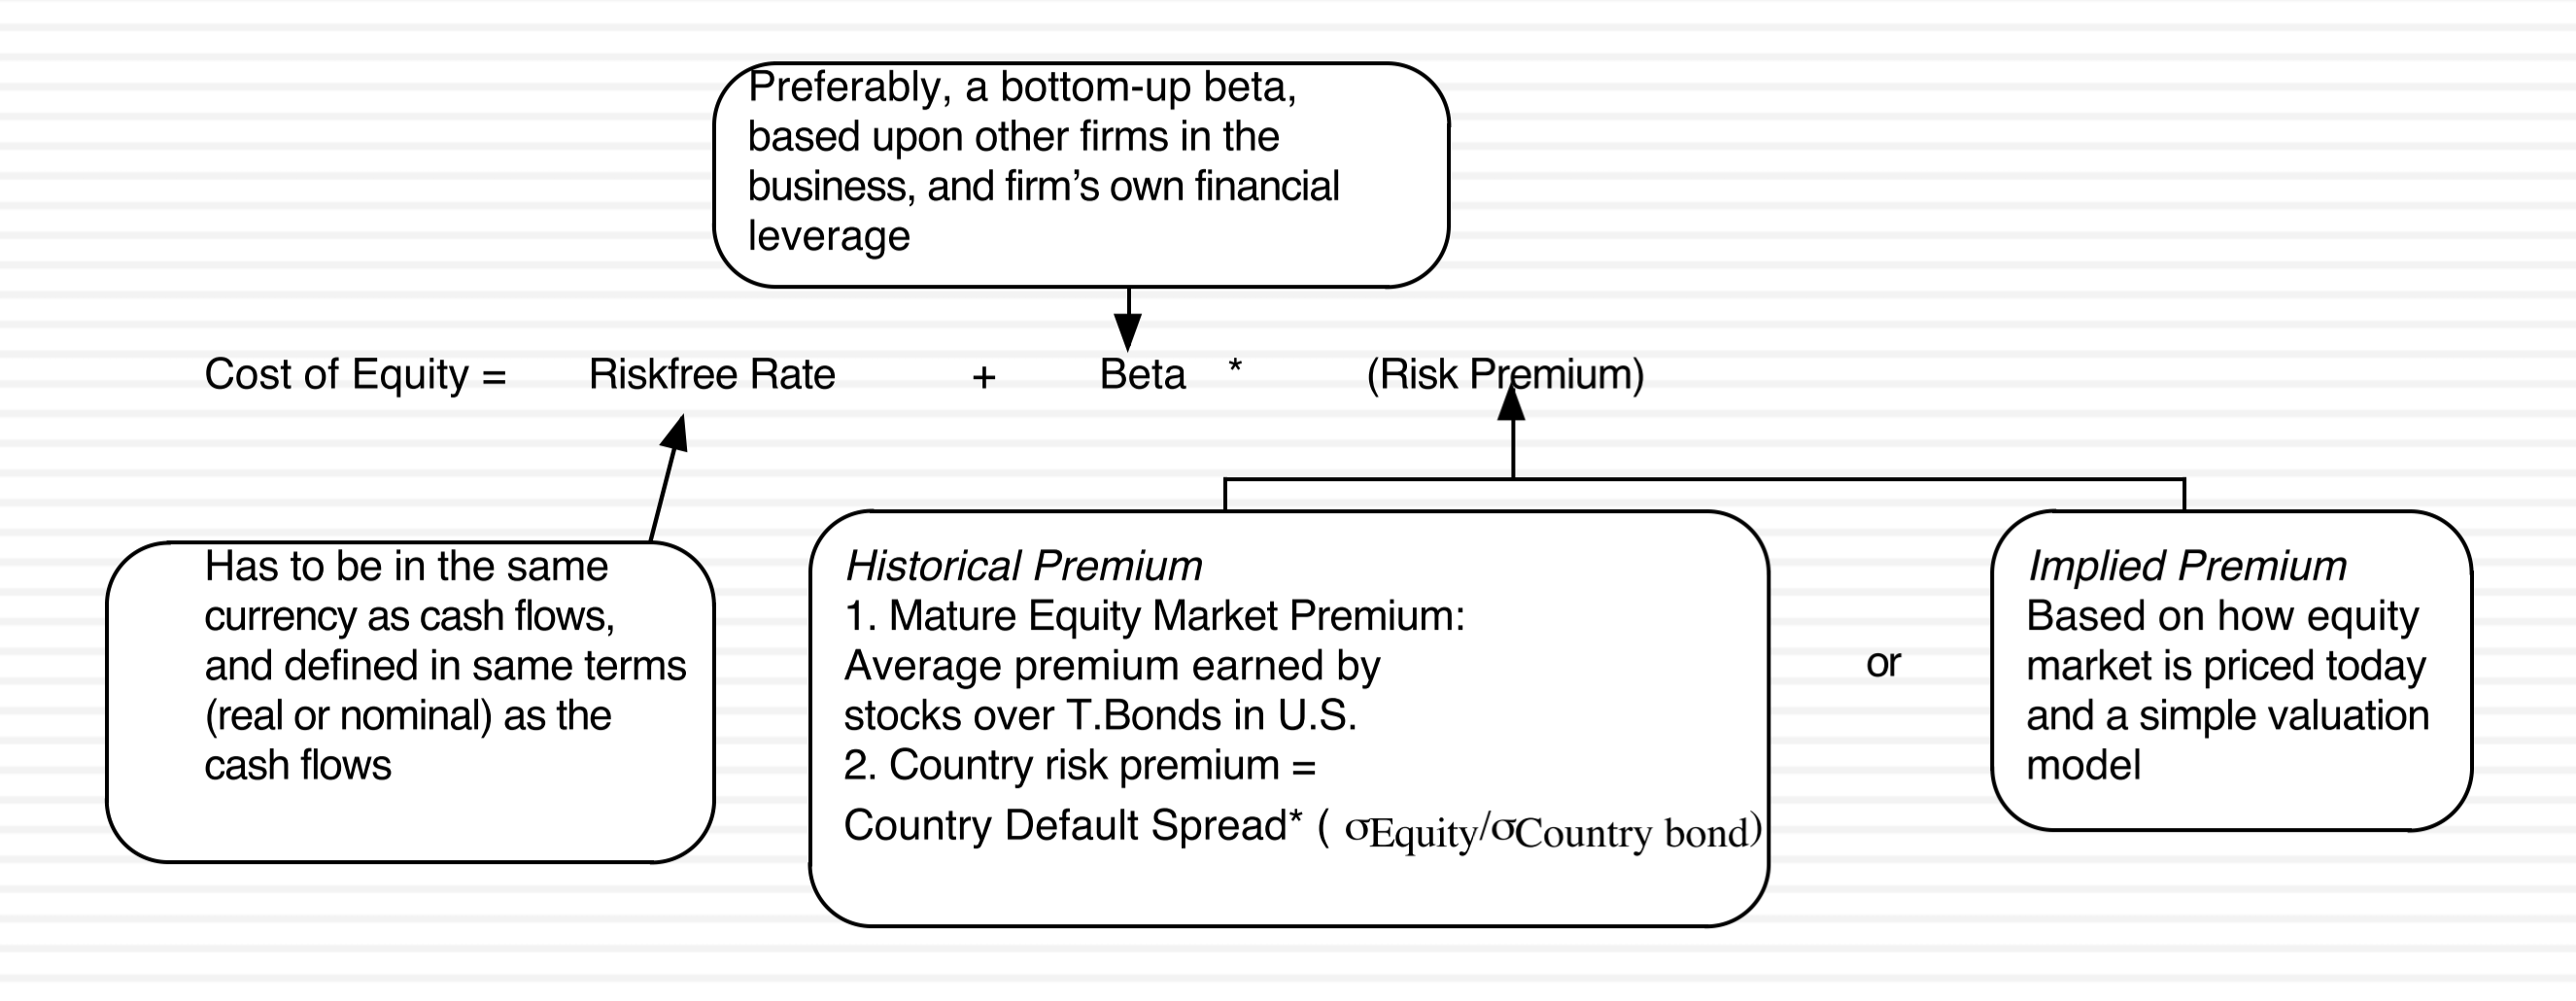 Preferably, a bottom-up beta,
based upon other firms in the
business, and firm’s own financial
leverage
Cost of Equity = Riskfree Rate + Beta * (Risk Premium)
Has to be in the same
currency as cash flows,
and defined in same terms
(real or nominal) as the
cash flows
Historical Premium
1. Mature Equity Market Premium:
Average premium earned by
stocks over T.Bonds in U.S.
2. Country risk premium =
Country Default Spread* ( σEquity/σCountry bond)
or
Implied Premium
Based on how equity
market is priced today
and a simple valuation
model